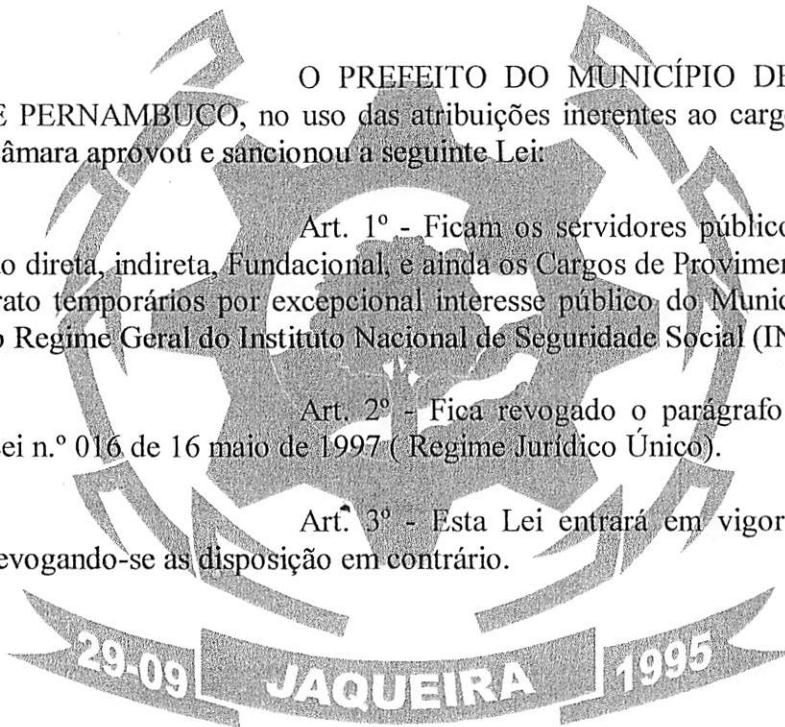 O PREFEITO DO MUNICÍPIO DE
E PERNAMBUCO, no uso das atribuições inerentes ao carg
âmara aprovou e sancionou a seguinte Lei:
Art. 1º - Ficam os servidores público
o direta, indireta, Fundacional, e ainda os Cargos de Provimen
rato temporários por excepcional interesse público do Munic
o Regime Geral do Instituto Nacional de Seguridade Social (IN
Art. 2º - Fica revogado o parágrafo
ei n.º 016 de 16 maio de 1997 ( Regime Jurídico Único).
Art. 3º - Esta Lei entrará em vigor
evogando-se as disposição em contrário.
29-09 JAQUEIRA 1995